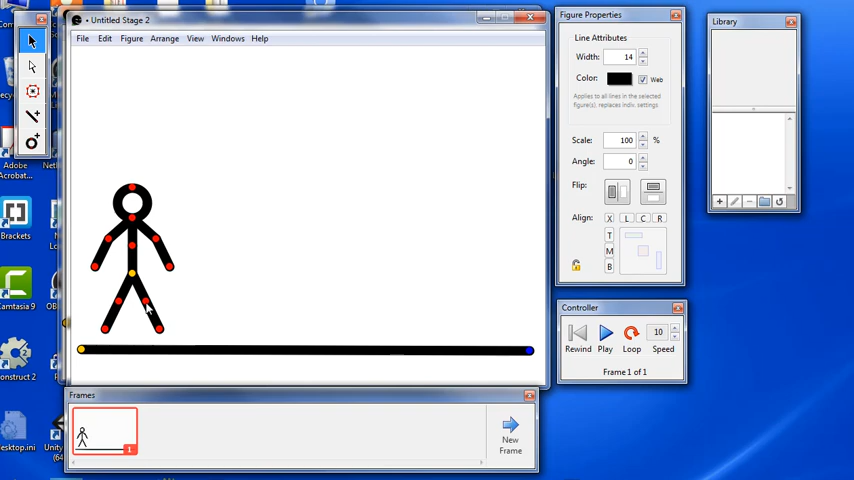 • Untitled Stage 2
File Edit Figure Arrange View Windows Help
Figure Properties
Line Attributes
Width: 14
Color: Web
Applies to all lines in the selected
figure(s), replaces indiv. settings
Scale: 100 %
Angle: 0
Flip:
Align: X L C R
T
M
B
Library
Controller
10
Rewind Play Loop Speed
Frame 1 of 1
Frames
1
New
Frame
Adobe
Acrobat...
Brackets
Camtasia 9
Construct 2
Unity
(64